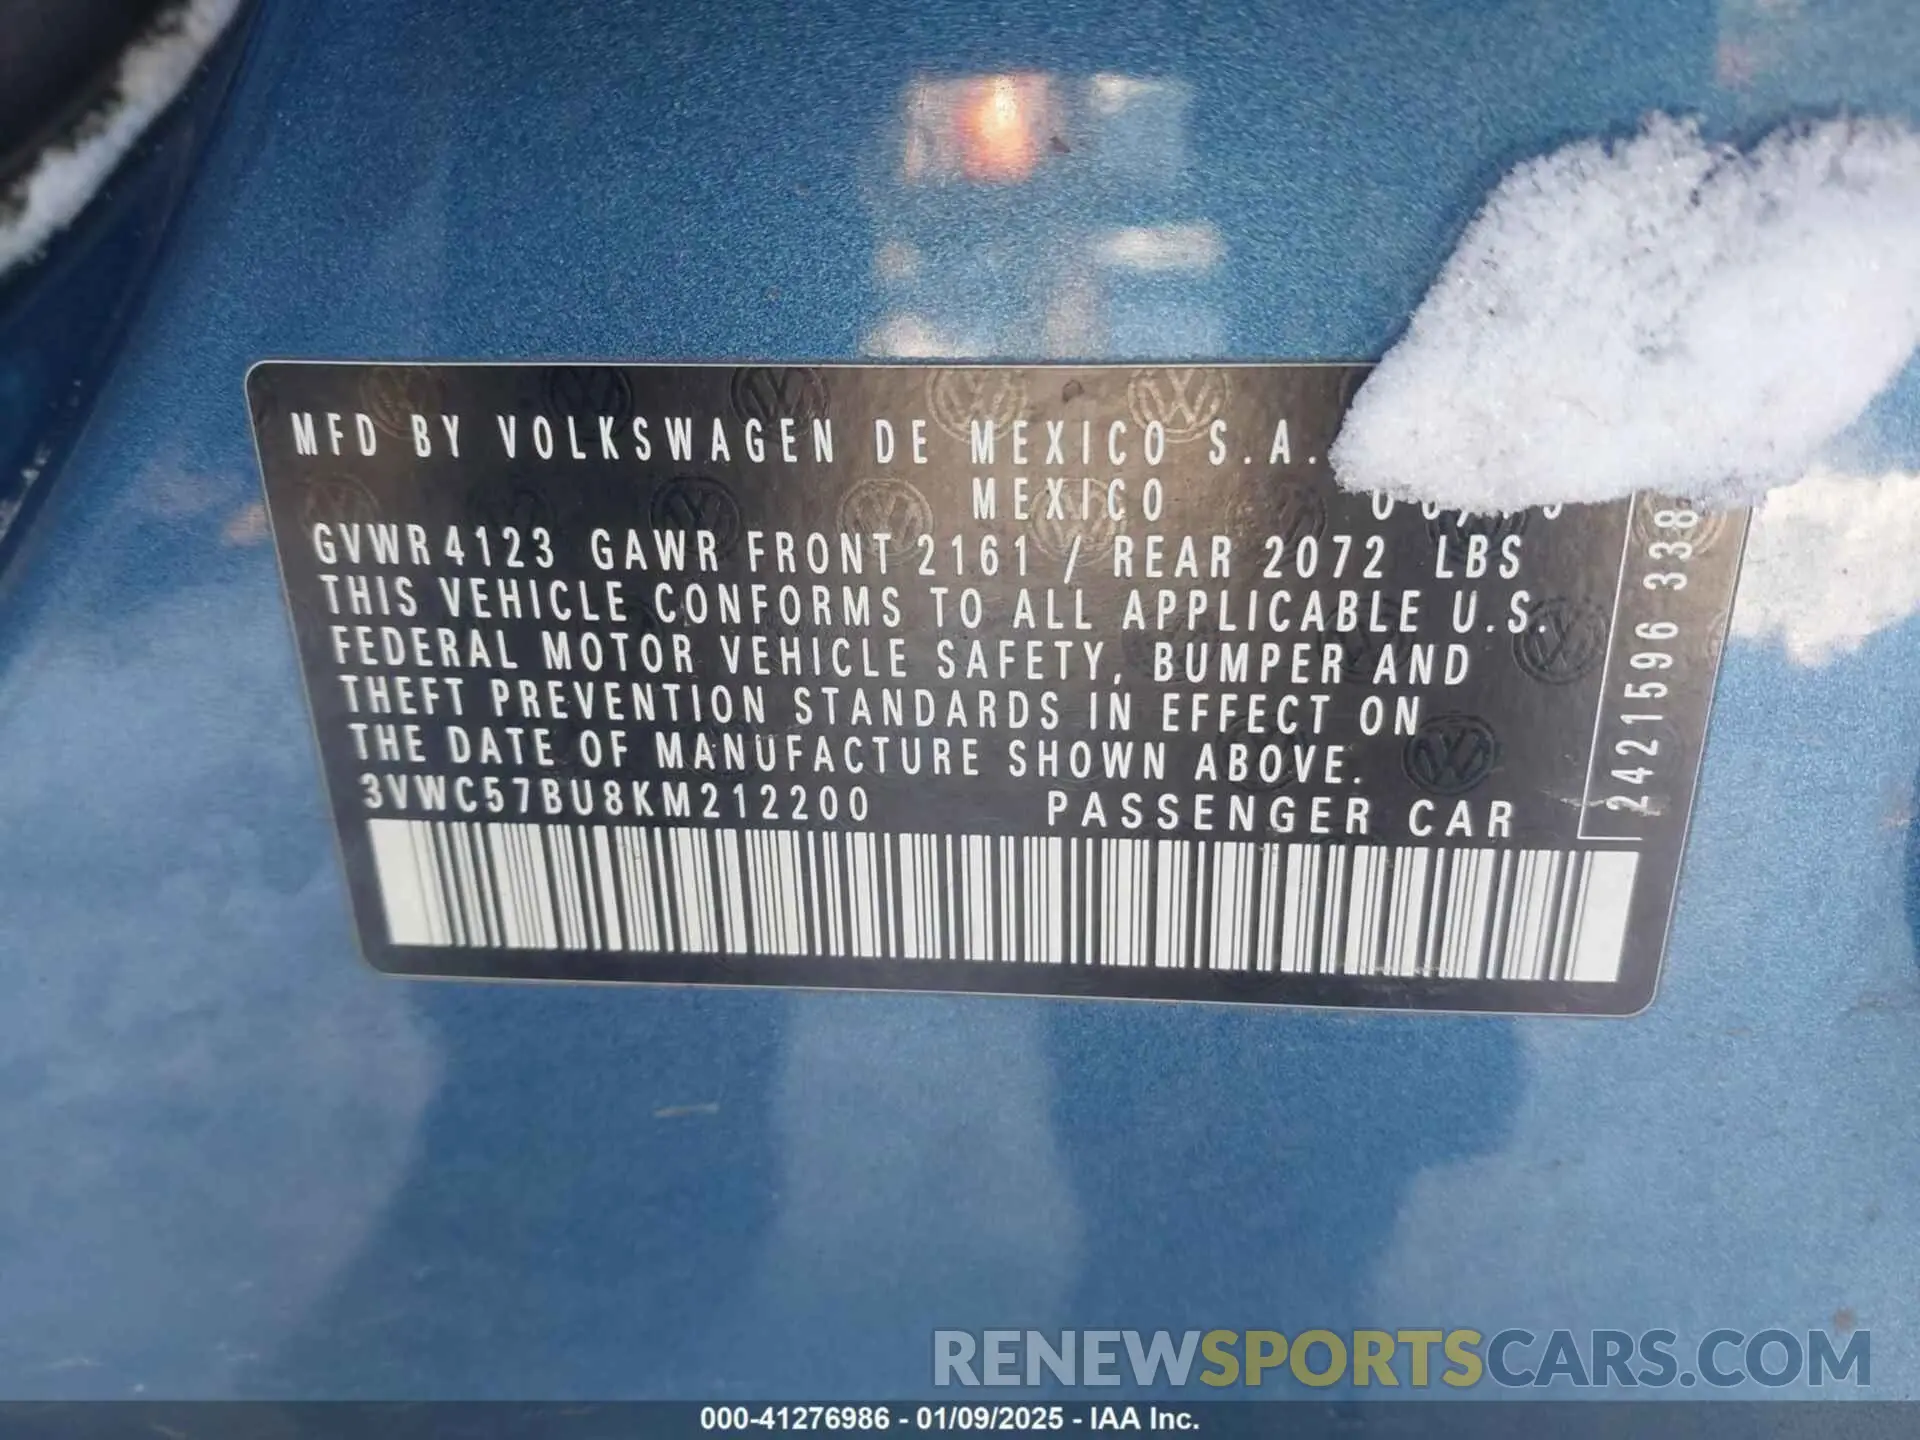 MFD BY VOLKSWAGEN DE MEXICO S.A.
MEXICO
GVWR 4123 GAWR FRONT 2161 / REAR 2072 LBS
THIS VEHICLE CONFORMS TO ALL APPLICABLE U.S.
FEDERAL MOTOR VEHICLE SAFETY, BUMPER AND
THEFT PREVENTION STANDARDS IN EFFECT ON
THE DATE OF MANUFACTURE SHOWN ABOVE.
3VWC57BU8KM212200 PASSENGER CAR
2421596 338
RENEWSPORTSCARS.COM
000-41276986 - 01/09/2025 - IAA Inc.